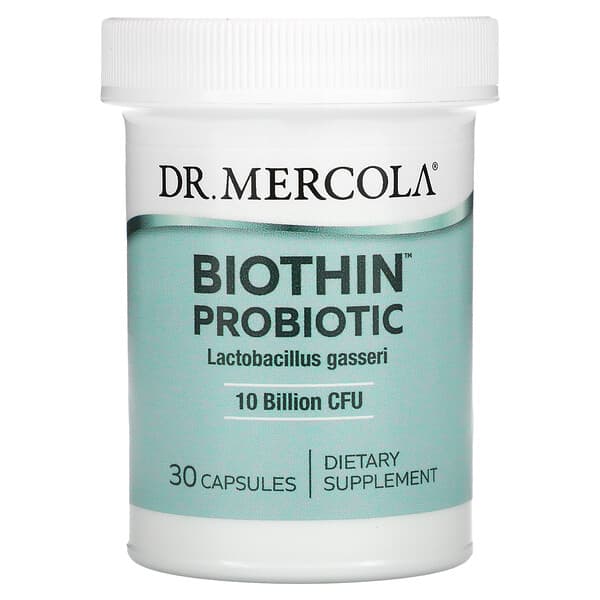 DR. MERCOLA®
BIOTHIN™
PROBIOTIC
Lactobacillus gasseri
10 Billion CFU
30 CAPSULES
DIETARY
SUPPLEMENT